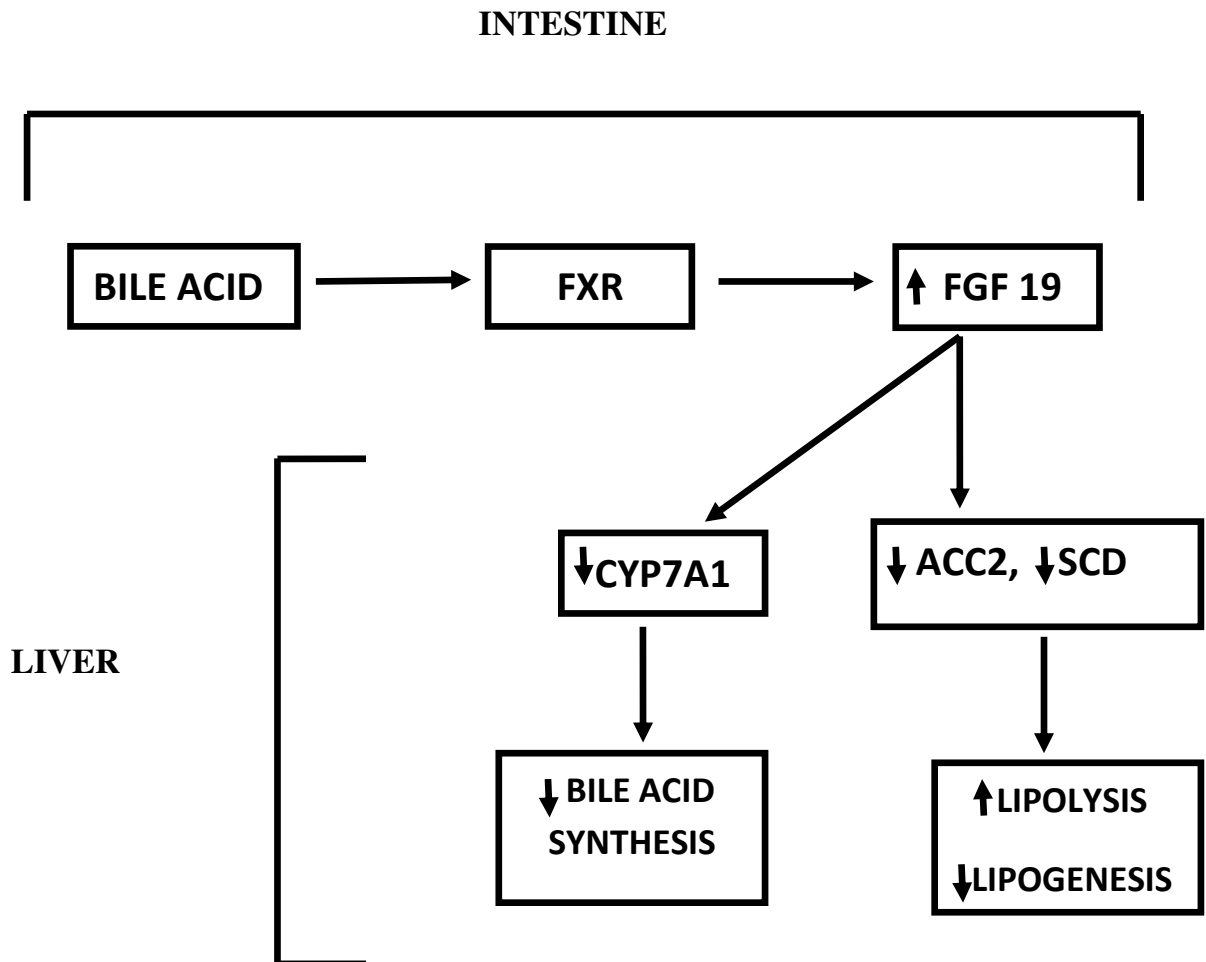 INTESTINE
BILE ACID
FXR
↑ FGF 19
↓CYP7A1
↓ ACC2, ↓SCD
LIVER
↓ BILE ACID
SYNTHESIS
↑LIPOLYSIS
↓LIPOGENESIS